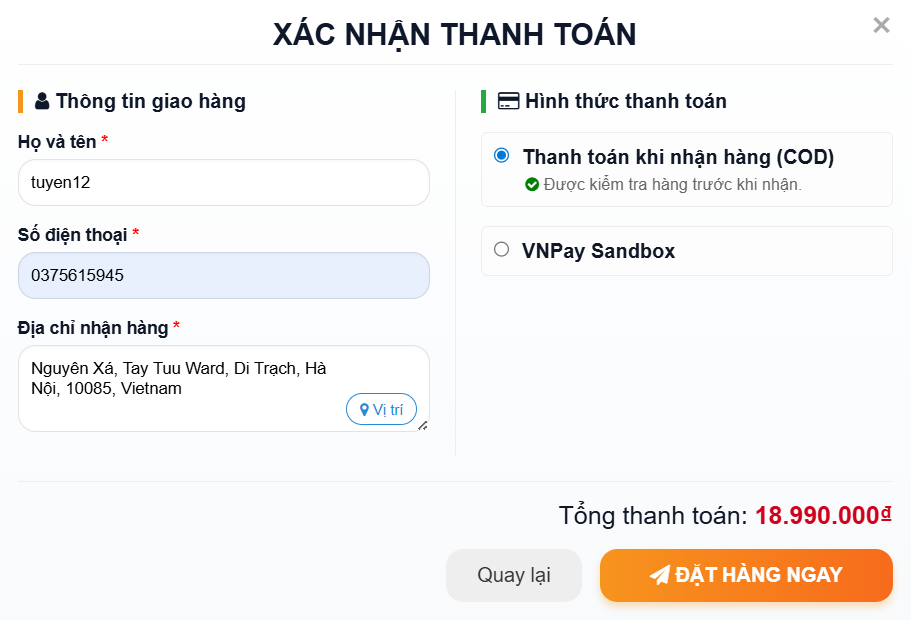 XÁC NHẬN THANH TOÁN
×
Thông tin giao hàng
Họ và tên *
tuyen12
Số điện thoại *
0375615945
Địa chỉ nhận hàng *
Nguyên Xá, Tay Tuu Ward, Di Trạch, Hà
Nội, 10085, Vietnam
Vị trí
Hình thức thanh toán
Thanh toán khi nhận hàng (COD)
Được kiểm tra hàng trước khi nhận.
VNPay Sandbox
Tổng thanh toán: 18.990.000₫
Quay lại
ĐẶT HÀNG NGAY